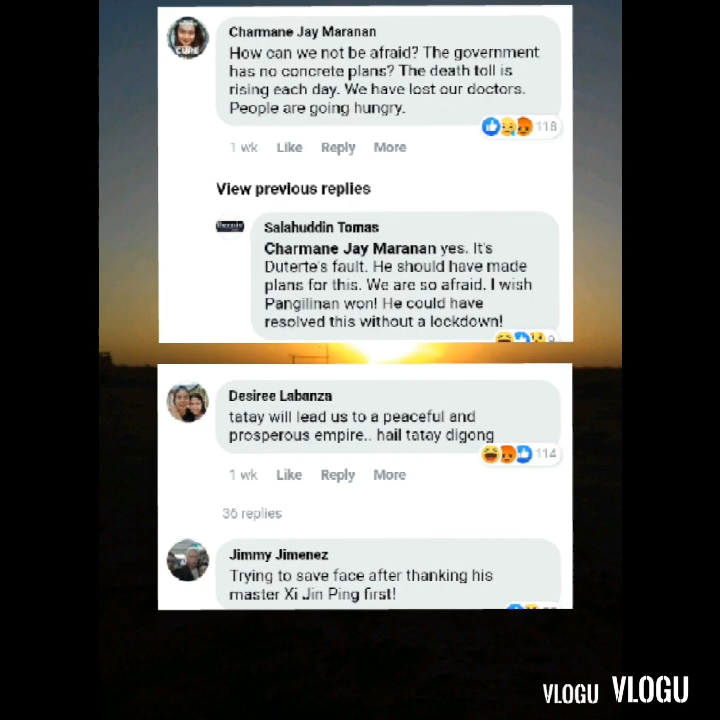 Charmane Jay Maranan
How can we not be afraid? The government
has no concrete plans? The death toll is
rising each day. We have lost our doctors.
People are going hungry.
118
1 wk Like Reply More
View previous replies
Salahuddin Tomas
Charmane Jay Maranan yes. It's
Duterte's fault. He should have made
plans for this. We are so afraid. I wish
Pangilinan won! He could have
resolved this without a lockdown!
Desiree Labanza
tatay will lead us to a peaceful and
prosperous empire.. hail tatay digong
114
1 wk Like Reply More
36 replies
Jimmy Jimenez
Trying to save face after thanking his
master Xi Jin Ping first!
VLOGU VLOGU